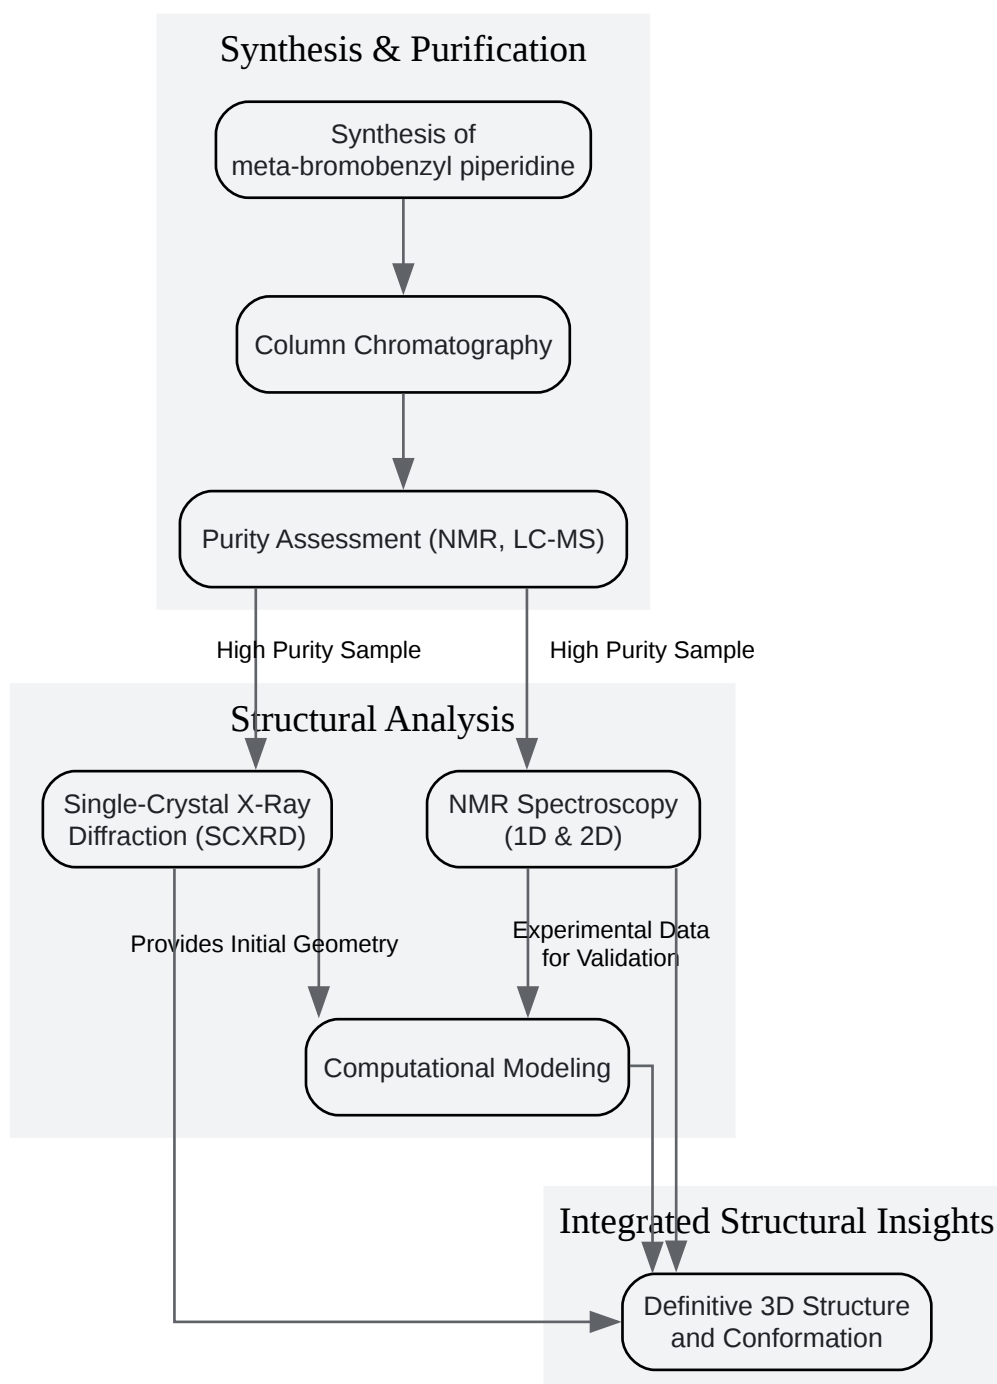 Synthesis & Purification
Synthesis of
meta-bromobenzyl piperidine
Column Chromatography
Purity Assessment (NMR, LC-MS)
High Purity Sample
High Purity Sample
Structural Analysis
Single-Crystal X-Ray
Diffraction (SCXRD)
NMR Spectroscopy
(1D & 2D)
Provides Initial Geometry
Experimental Data
for Validation
Computational Modeling
Integrated Structural Insights
Definitive 3D Structure
and Conformation